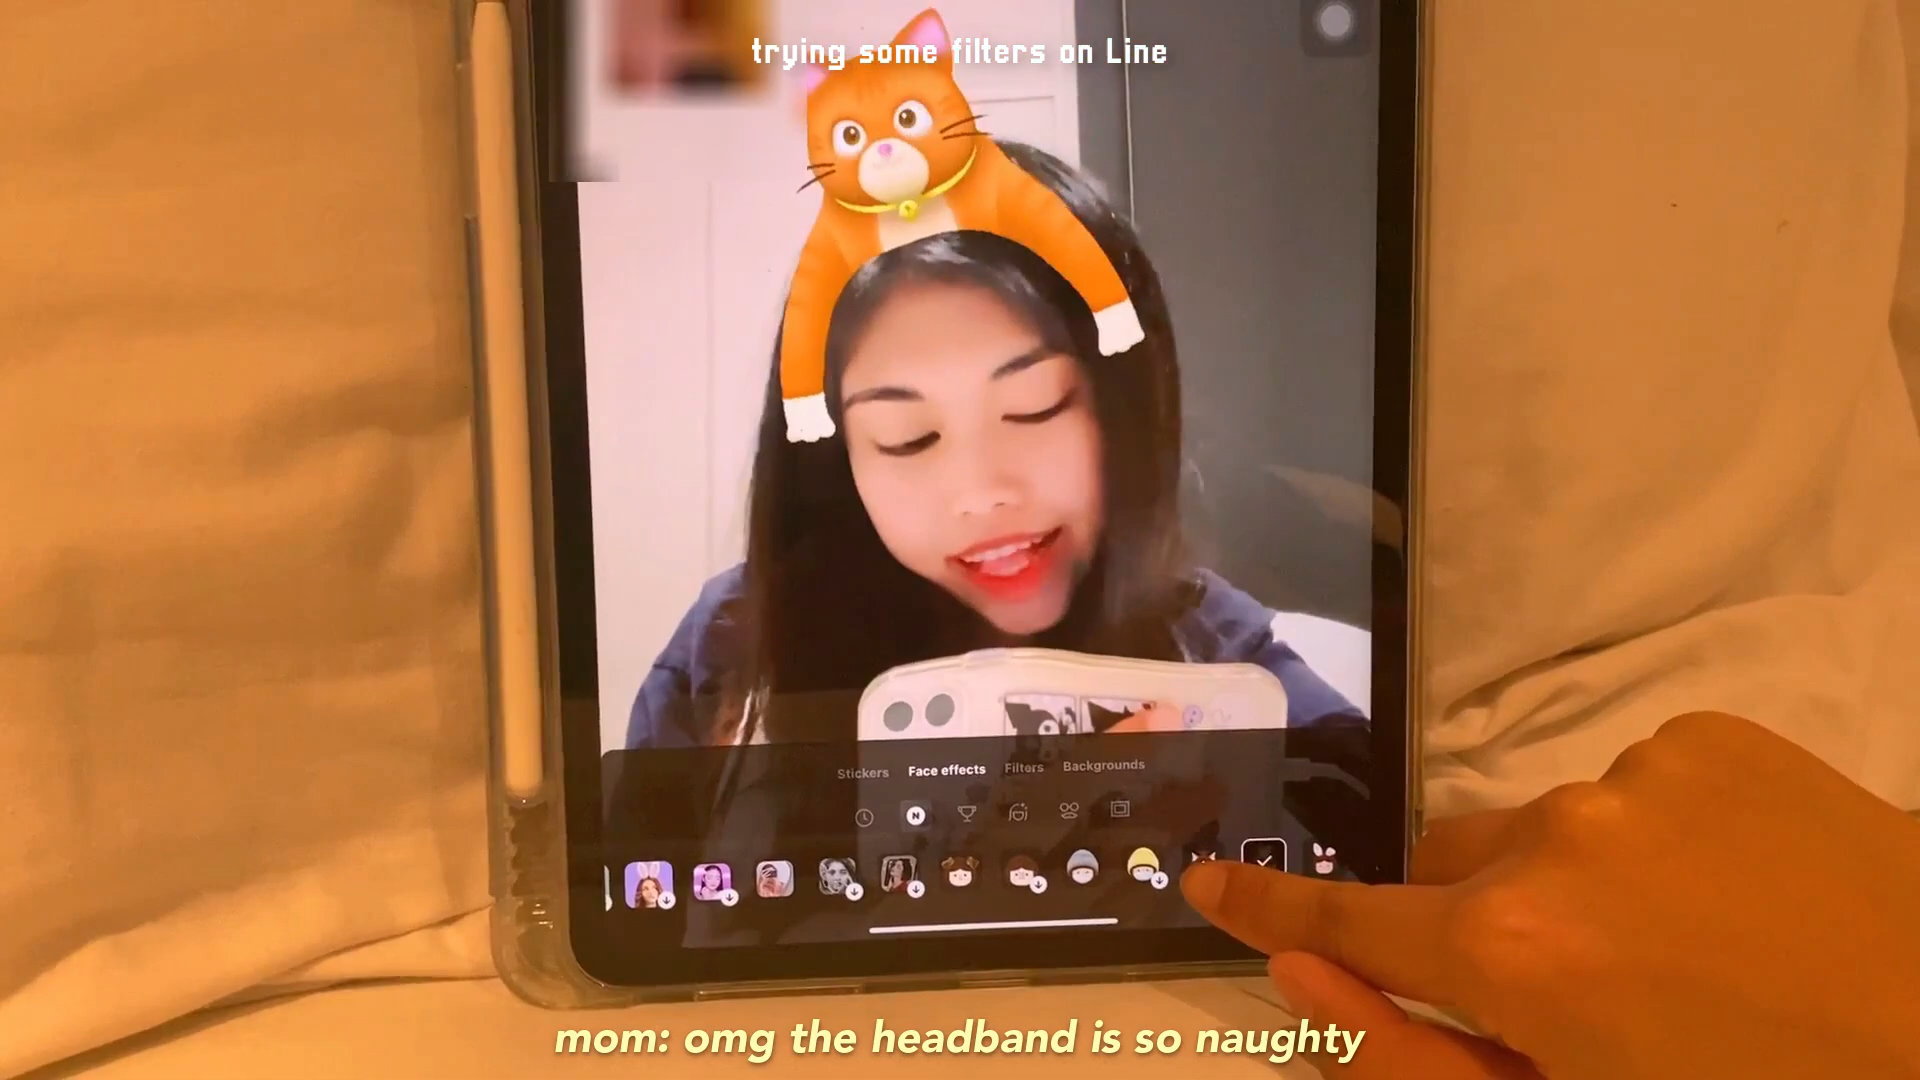 trying some filters on Line
Stickers Face effects Filters Backgrounds
N
mom: omg the headband is so naughty